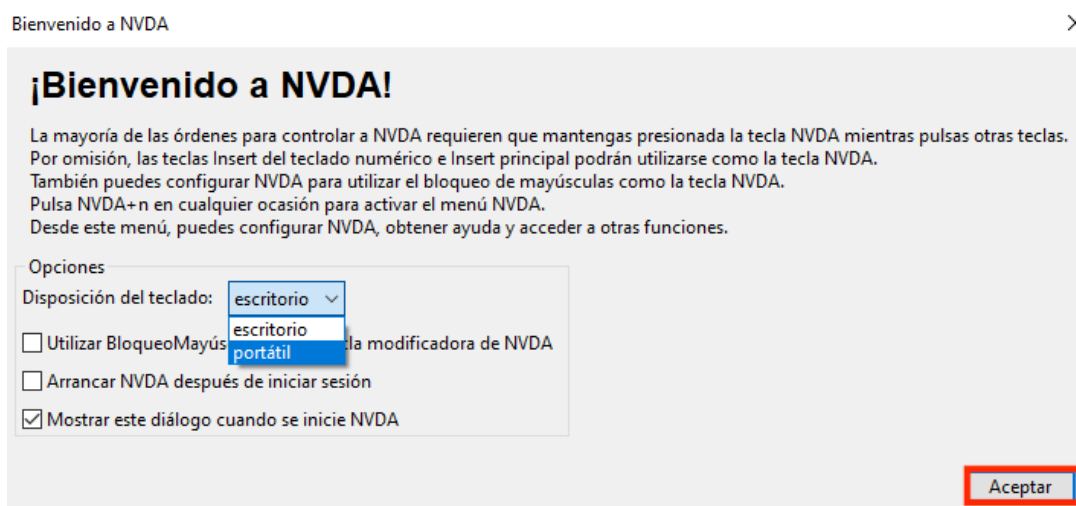 Bienvenido a NVDA
¡Bienvenido a NVDA!
La mayoría de las órdenes para controlar a NVDA requieren que mantengas presionada la tecla NVDA mientras pulsas otras teclas.
Por omisión, las teclas Insert del teclado numérico e Insert principal podrán utilizarse como la tecla NVDA.
También puedes configurar NVDA para utilizar el bloqueo de mayúsculas como la tecla NVDA.
Pulsa NVDA+n en cualquier ocasión para activar el menú NVDA.
Desde este menú, puedes configurar NVDA, obtener ayuda y acceder a otras funciones.
Opciones
Disposición del teclado: escritorio
escritorio
portátil
Utilizar BloqueoMayús cla modificadora de NVDA
Arrancar NVDA después de iniciar sesión
Mostrar este diálogo cuando se inicie NVDA
Aceptar